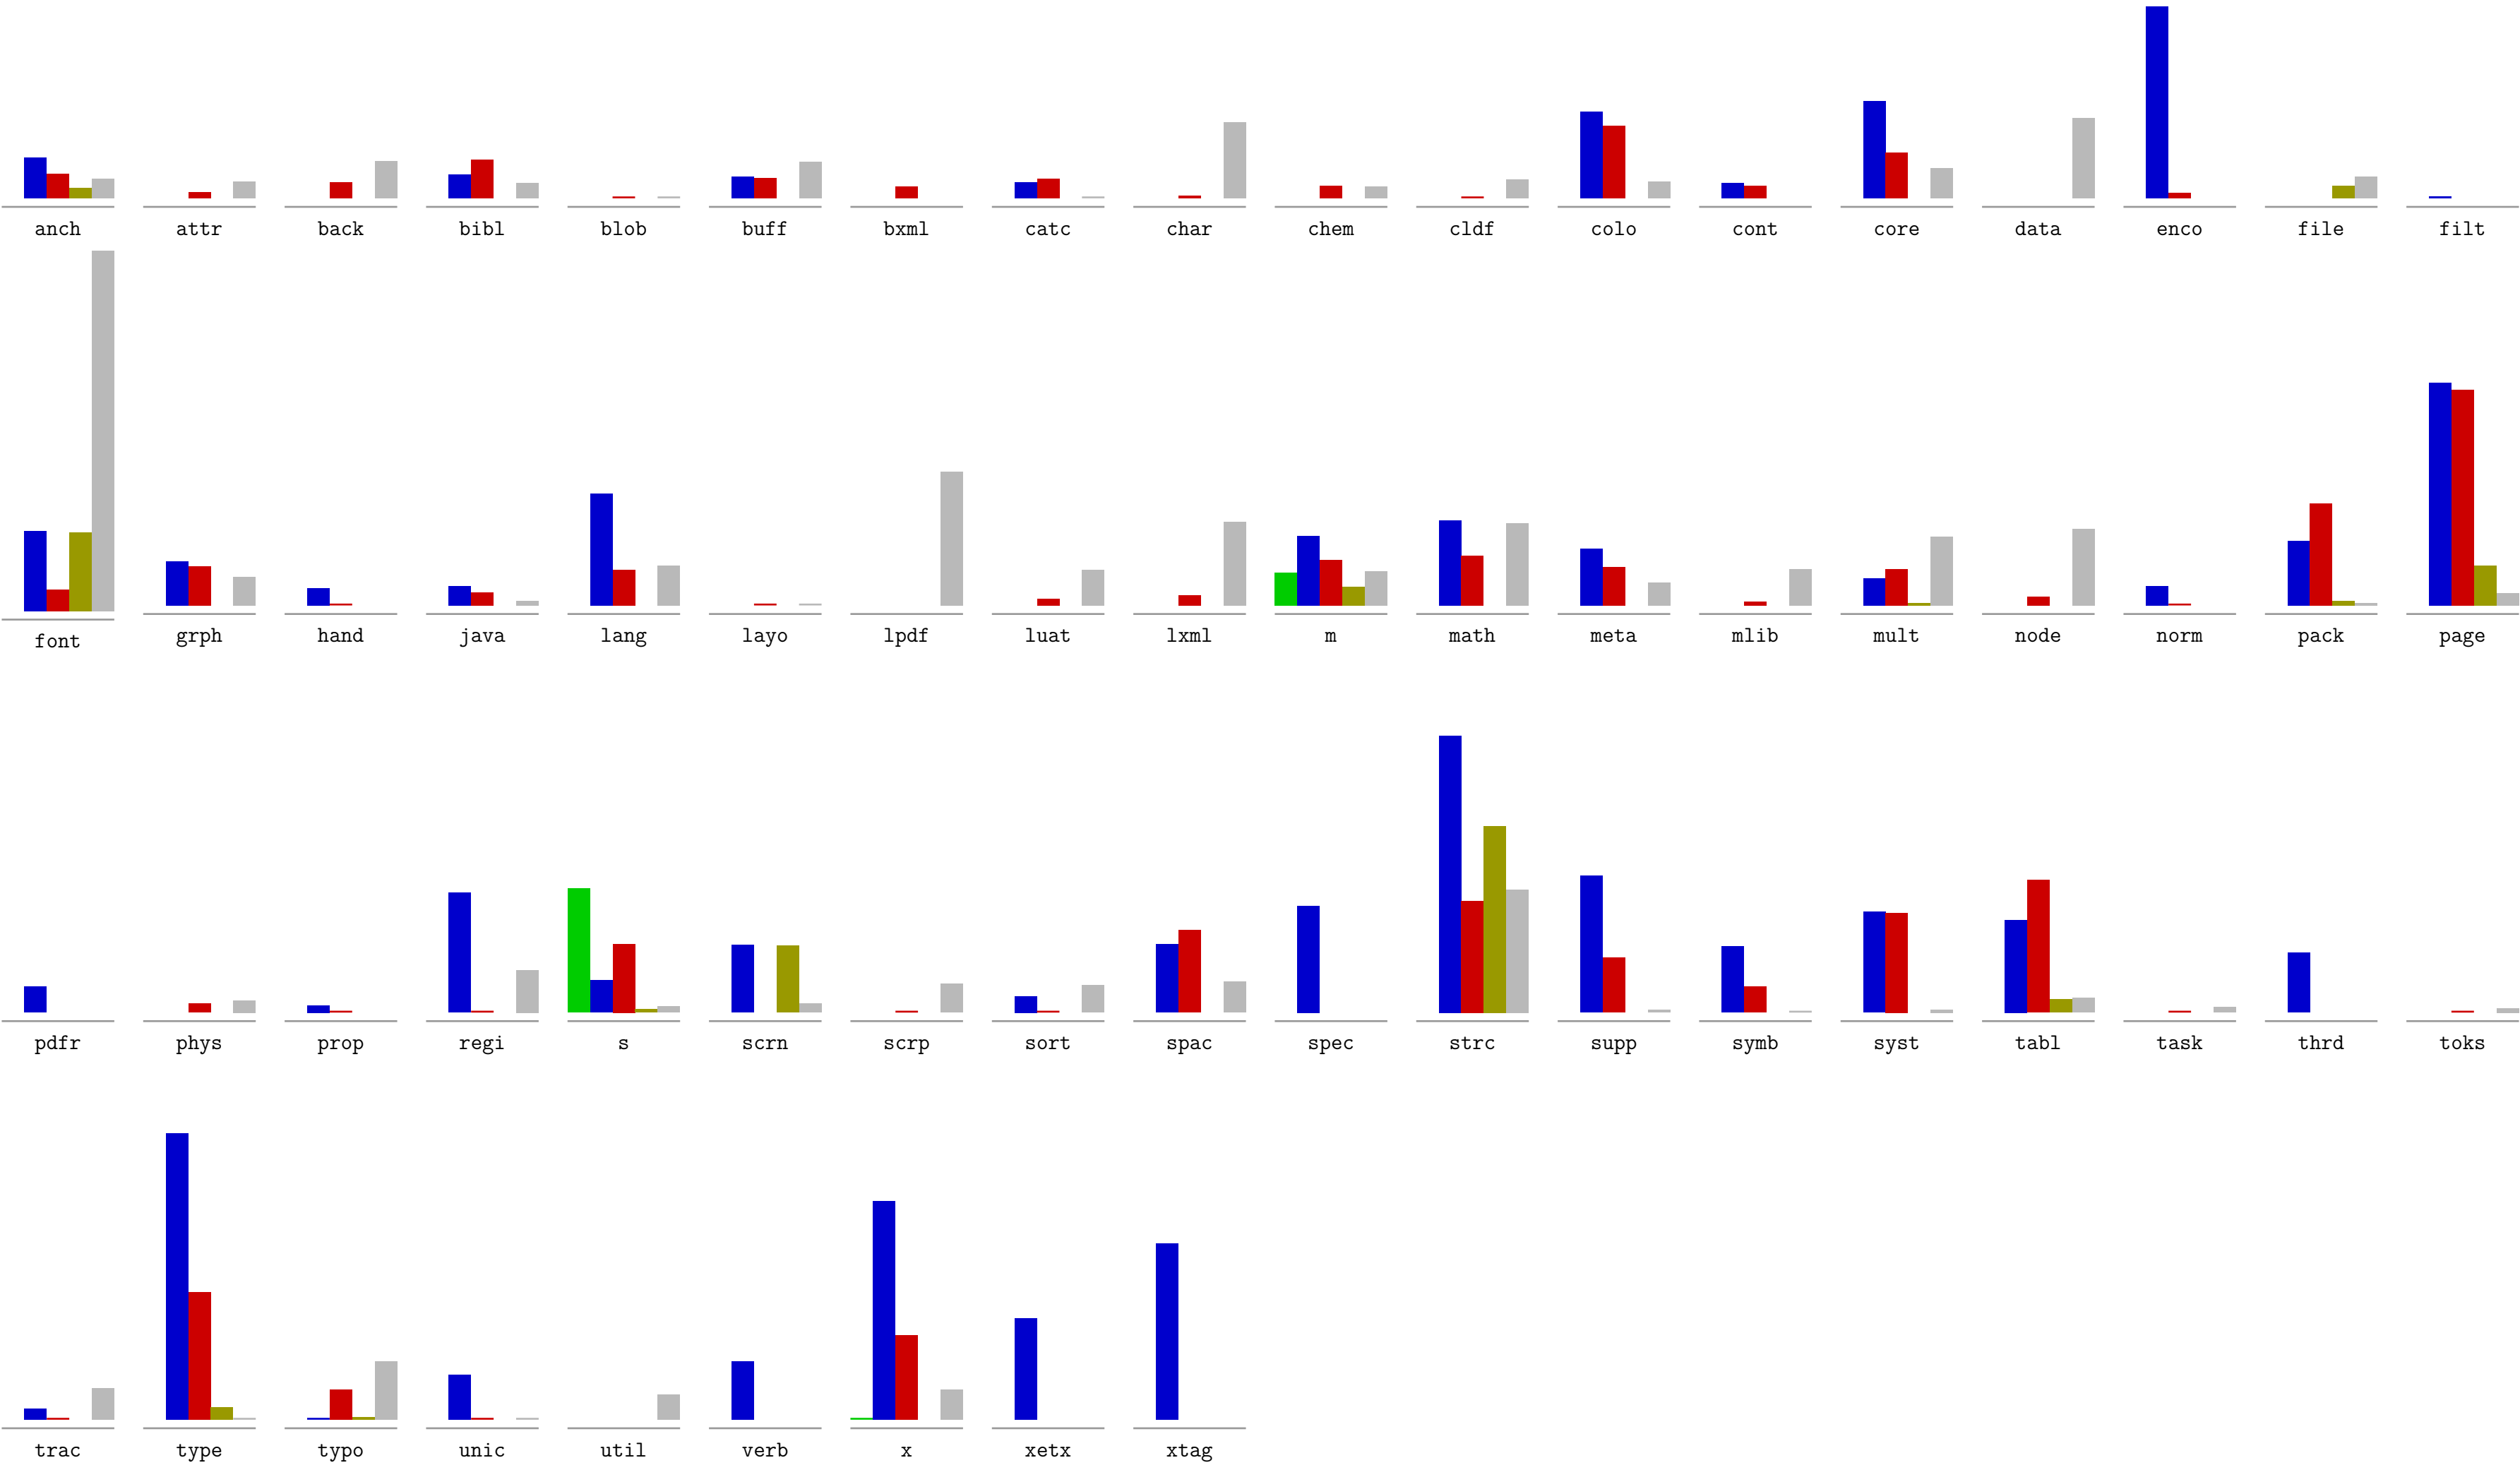 anch attr back bibl blob buff bxml catc char chem cldf colo cont core data enco file filt
font grph hand java lang layo lpdf luat lxml m math meta mlib mult node norm pack page
pdfr phys prop regi s scrn scrp sort spac spec strc supp symb syst tabl task thrd toks
trac type typo unic util verb x xetx xtag